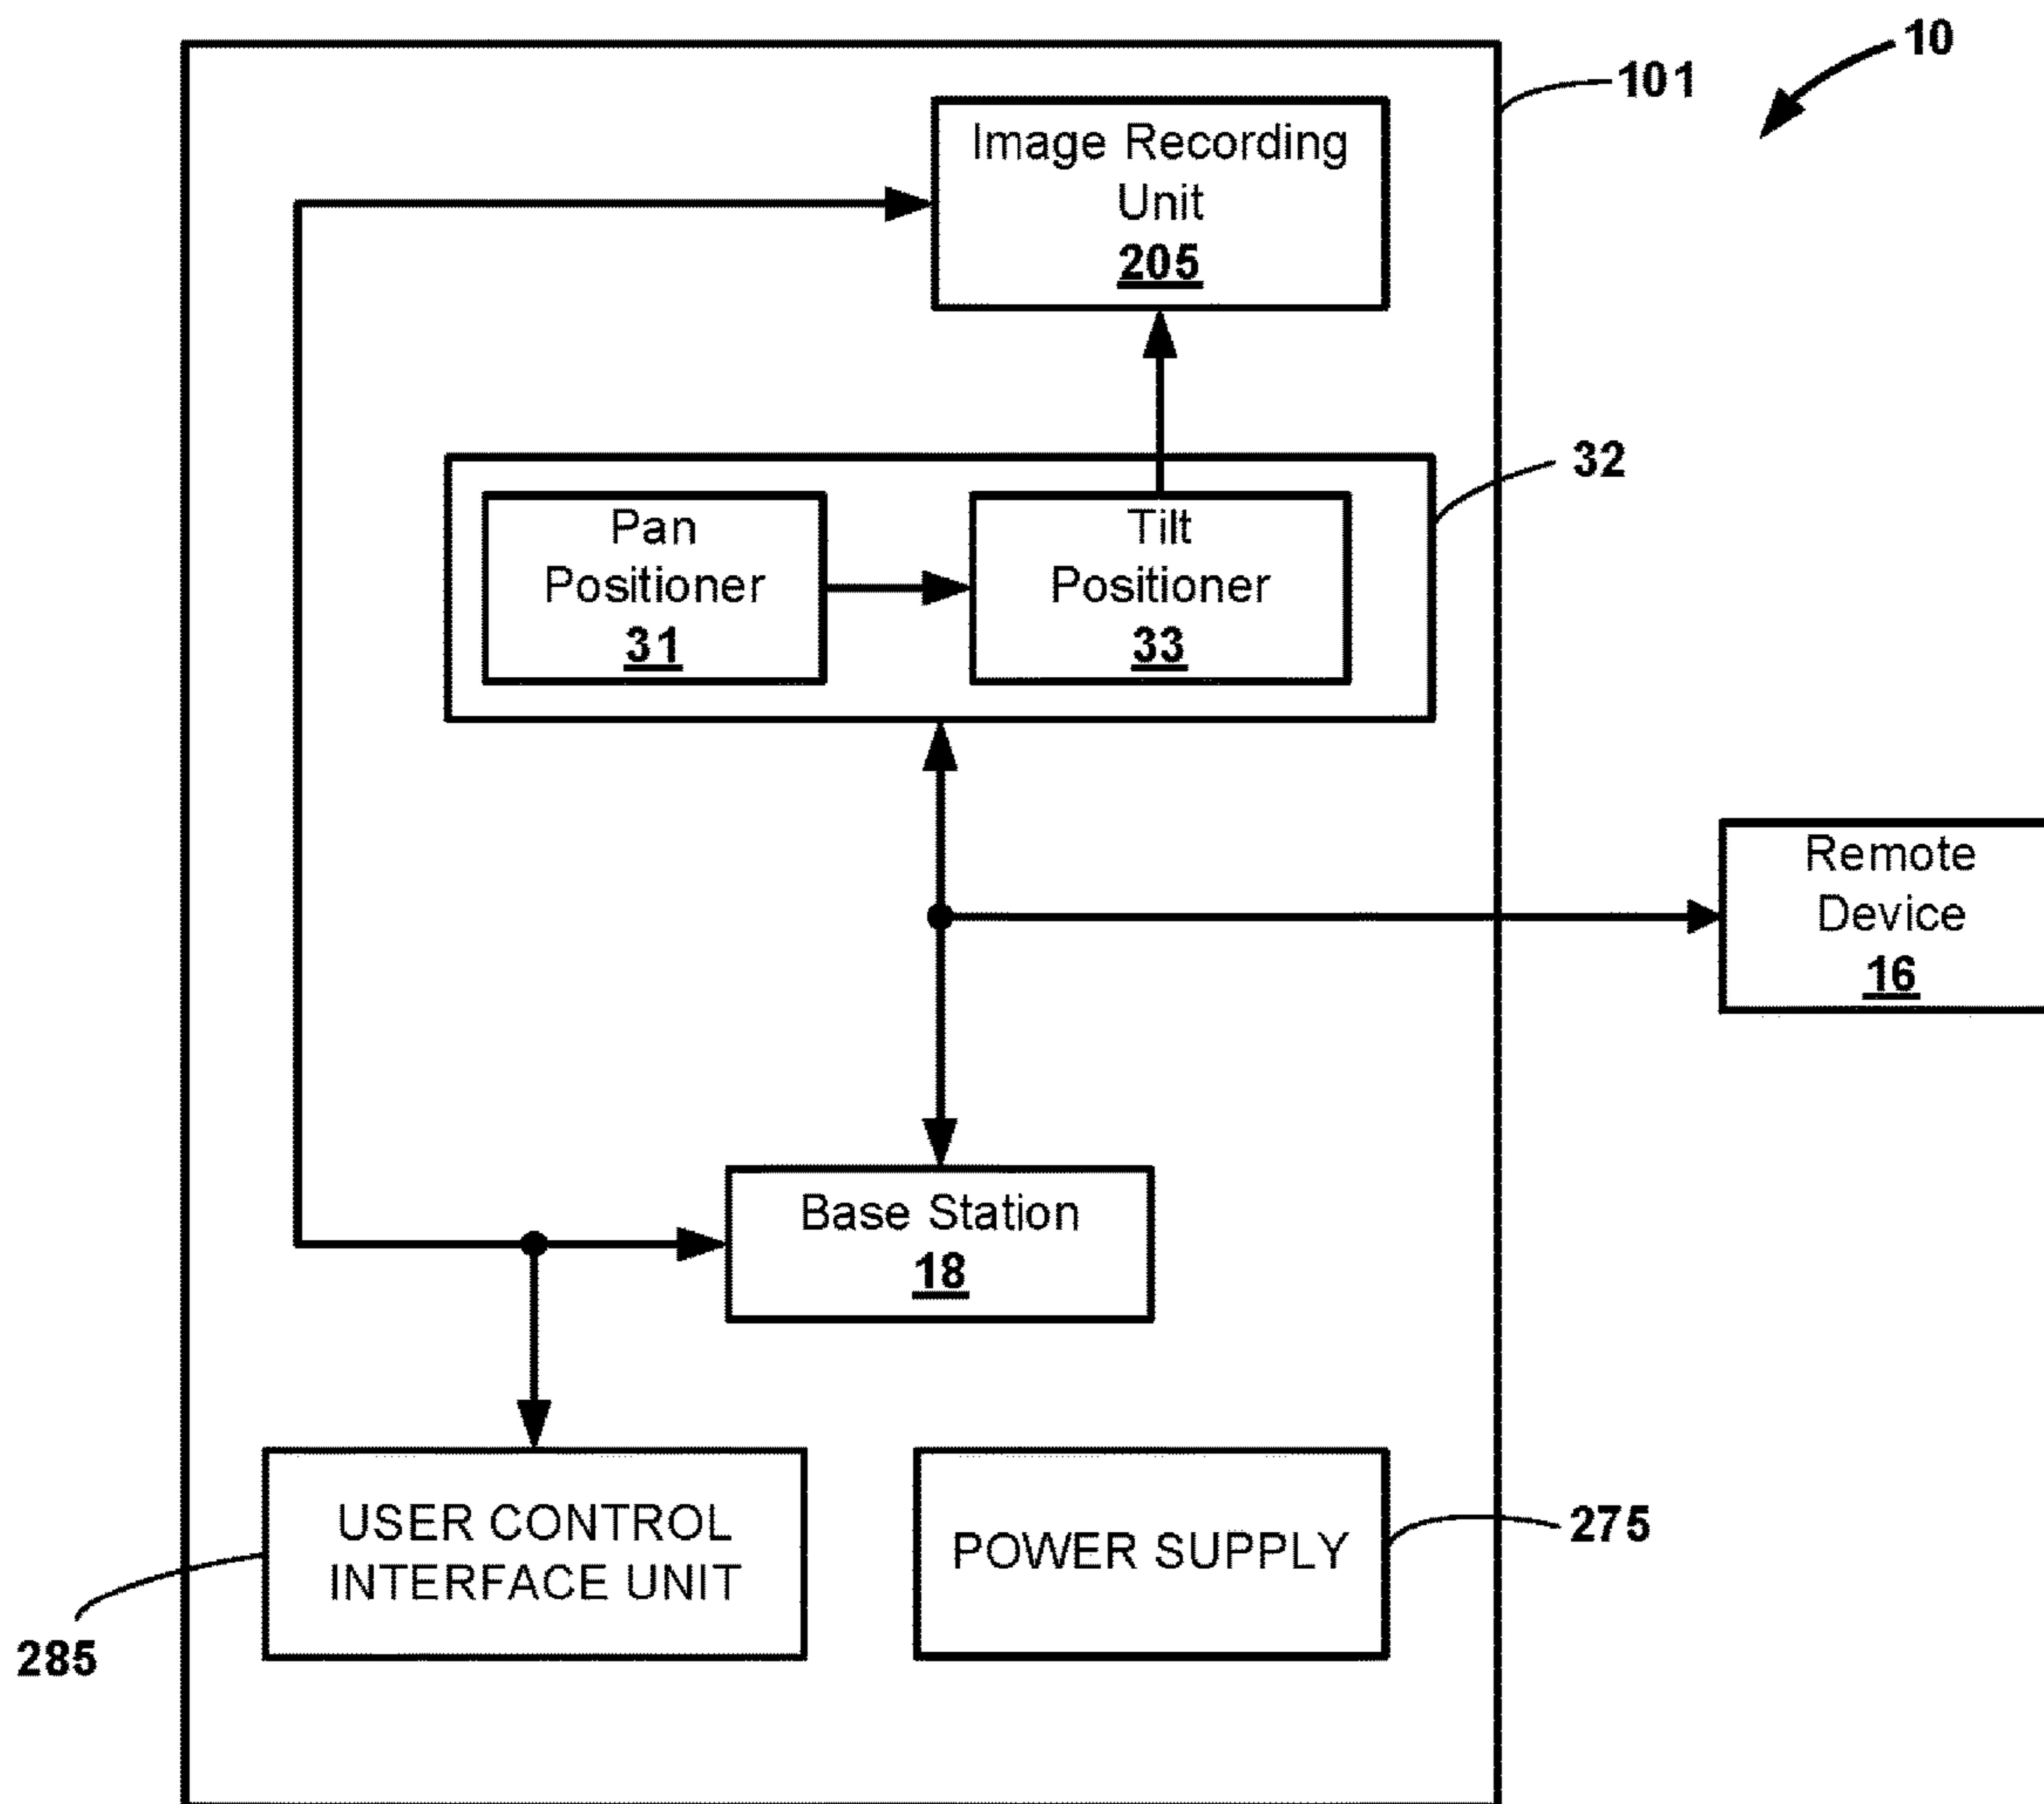 10
101
Image Recording
Unit
205
32
Pan
Positioner
31
Tilt
Positioner
33
Remote
Device
16
Base Station
18
USER CONTROL
INTERFACE UNIT
285
POWER SUPPLY
275